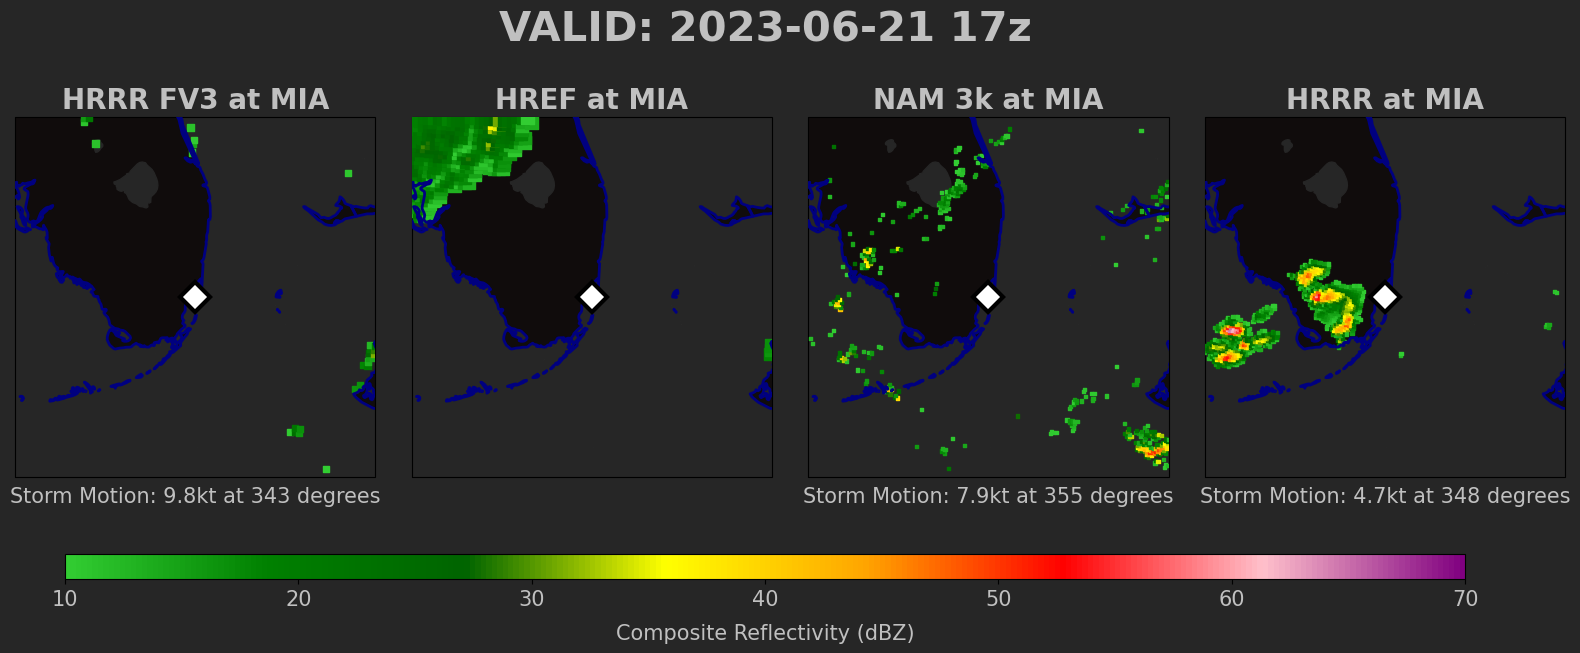 VALID: 2023-06-21 17z
HRRR FV3 at MIA
HREF at MIA
NAM 3k at MIA
HRRR at MIA
Storm Motion: 9.8kt at 343 degrees
Storm Motion: 7.9kt at 355 degrees
Storm Motion: 4.7kt at 348 degrees
10 20 30 40 50 60 70
Composite Reflectivity (dBZ)